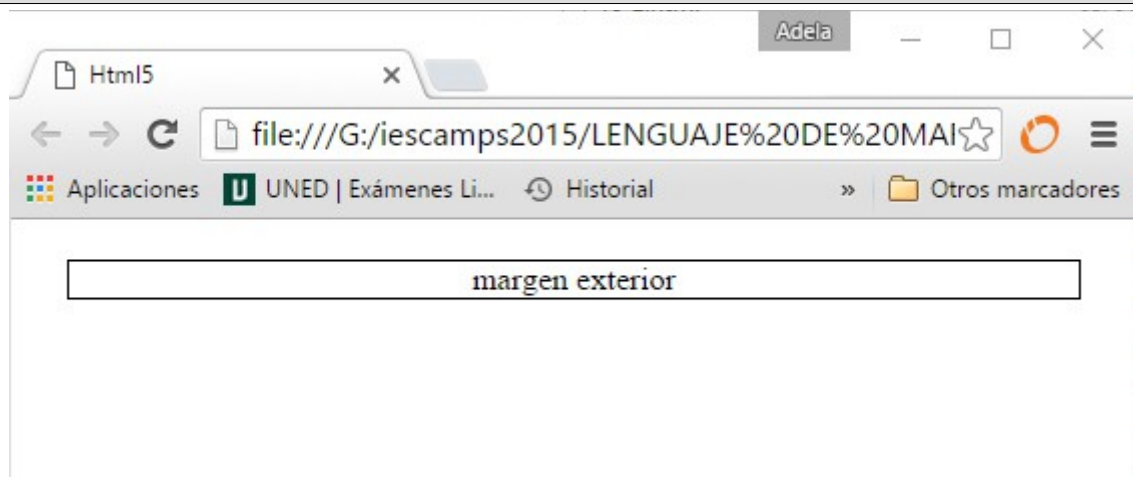 Adela
Html5
file:///G:/iescamps2015/LENGUAJE%20DE%20MAI
Aplicaciones UNED | Exámenes Li... Historial » Otros marcadores
margen exterior